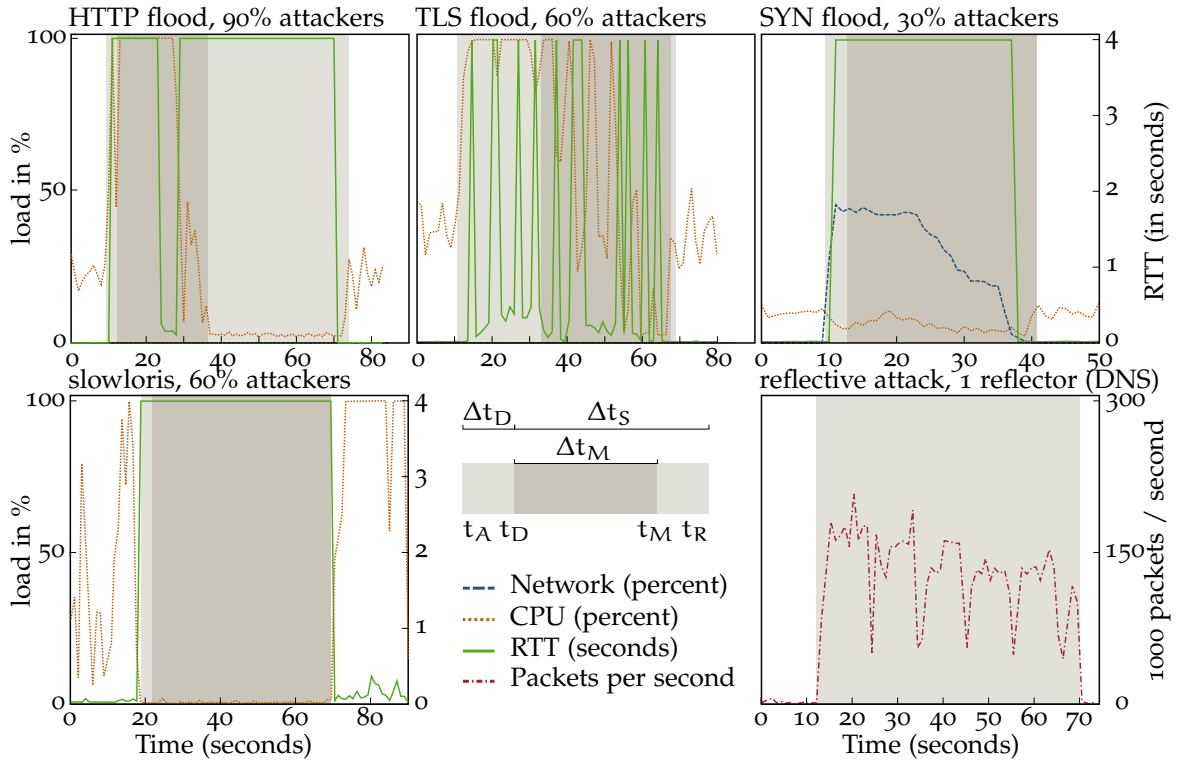 HTTP flood, 90% attackers
TLS flood, 60% attackers
SYN flood, 30% attackers
load in %
100
50
0
0 20 40 60 80
0 20 40 60 80
0 10 20 30 40 50
4
3
2
1
0
RTT (in seconds)
slowloris, 60% attackers
reflective attack, 1 reflector (DNS)
load in %
100
50
0
0 20 40 60 80
Time (seconds)
4
3
2
1
0
ΔtD ΔtS
ΔtM
tA tD tM tR
Network (percent)
CPU (percent)
RTT (seconds)
Packets per second
300
150
0
1000 packets / second
0 10 20 30 40 50 60 70
Time (seconds)